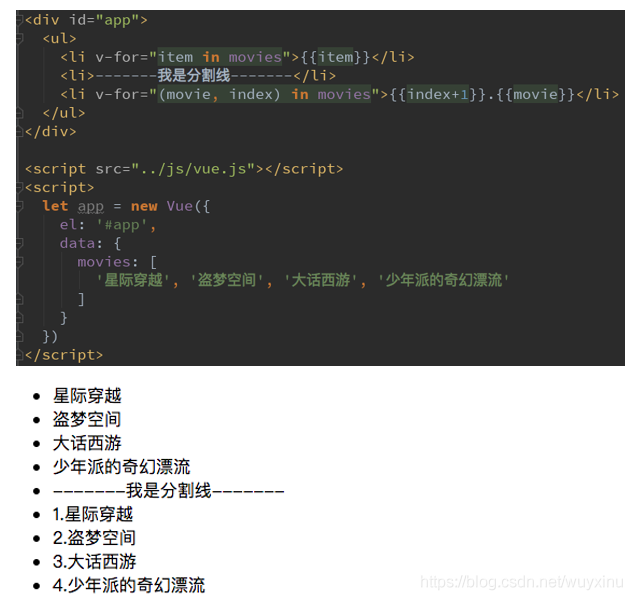 <div id="app">
<ul>
<li v-for="item in movies">{{item}}</li>
<li>-------我是分割线-------</li>
<li v-for="(movie, index) in movies">{{index+1}}.{{movie}}</li>
</ul>
</div>
<script src="../js/vue.js"></script>
<script>
let app = new Vue({
el: '#app',
data: {
movies: [
'星际穿越', '盗梦空间', '大话西游', '少年派的奇幻漂流'
]
}
})
</script>
• 星际穿越
• 盗梦空间
• 大话西游
• 少年派的奇幻漂流
• -------我是分割线-------
• 1.星际穿越
• 2.盗梦空间
• 3.大话西游
• 4.少年派的奇幻漂流
https://blog.csdn.net/wuyxinu